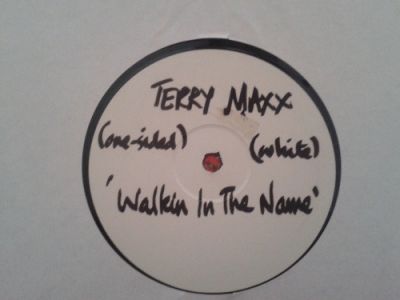 TERRY MAXX
(one-sided) (white)
'Walkin In The Name'